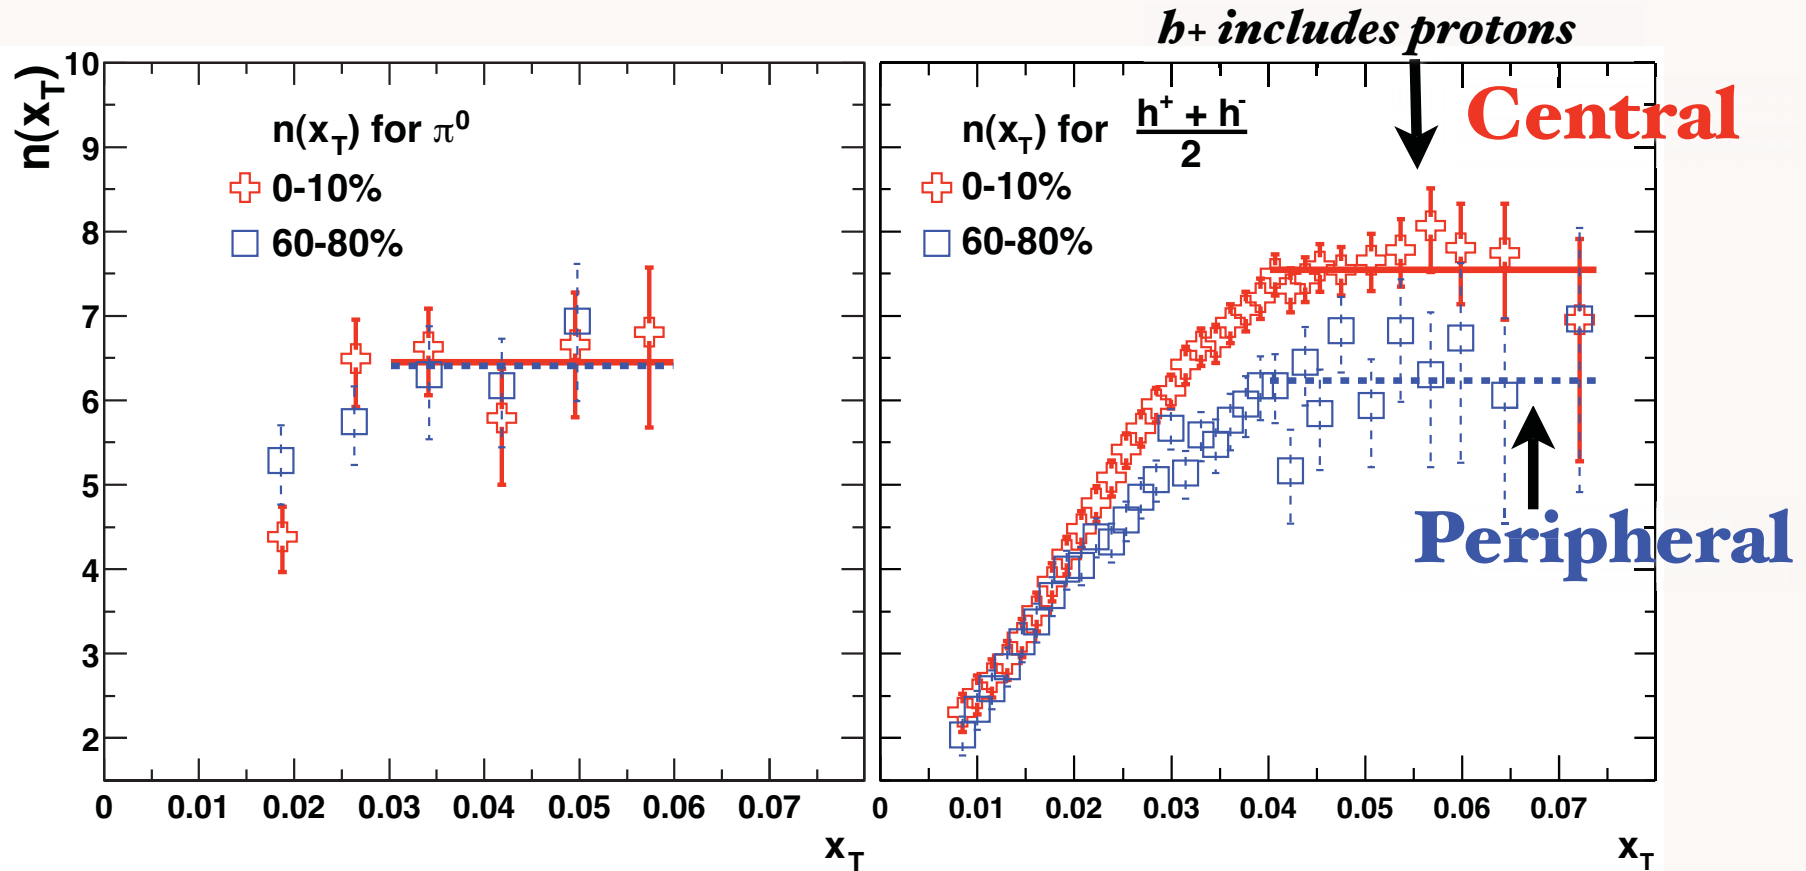 h+ includes protons
n(x_T)
10
9
8
7
6
5
4
3
2
n(x_T) for π⁰
0-10%
60-80%
0 0.01 0.02 0.03 0.04 0.05 0.06 0.07
x_T
n(x_T) for h⁺ + h⁻
2
0-10%
60-80%
Central
Peripheral
0 0.01 0.02 0.03 0.04 0.05 0.06 0.07
x_T